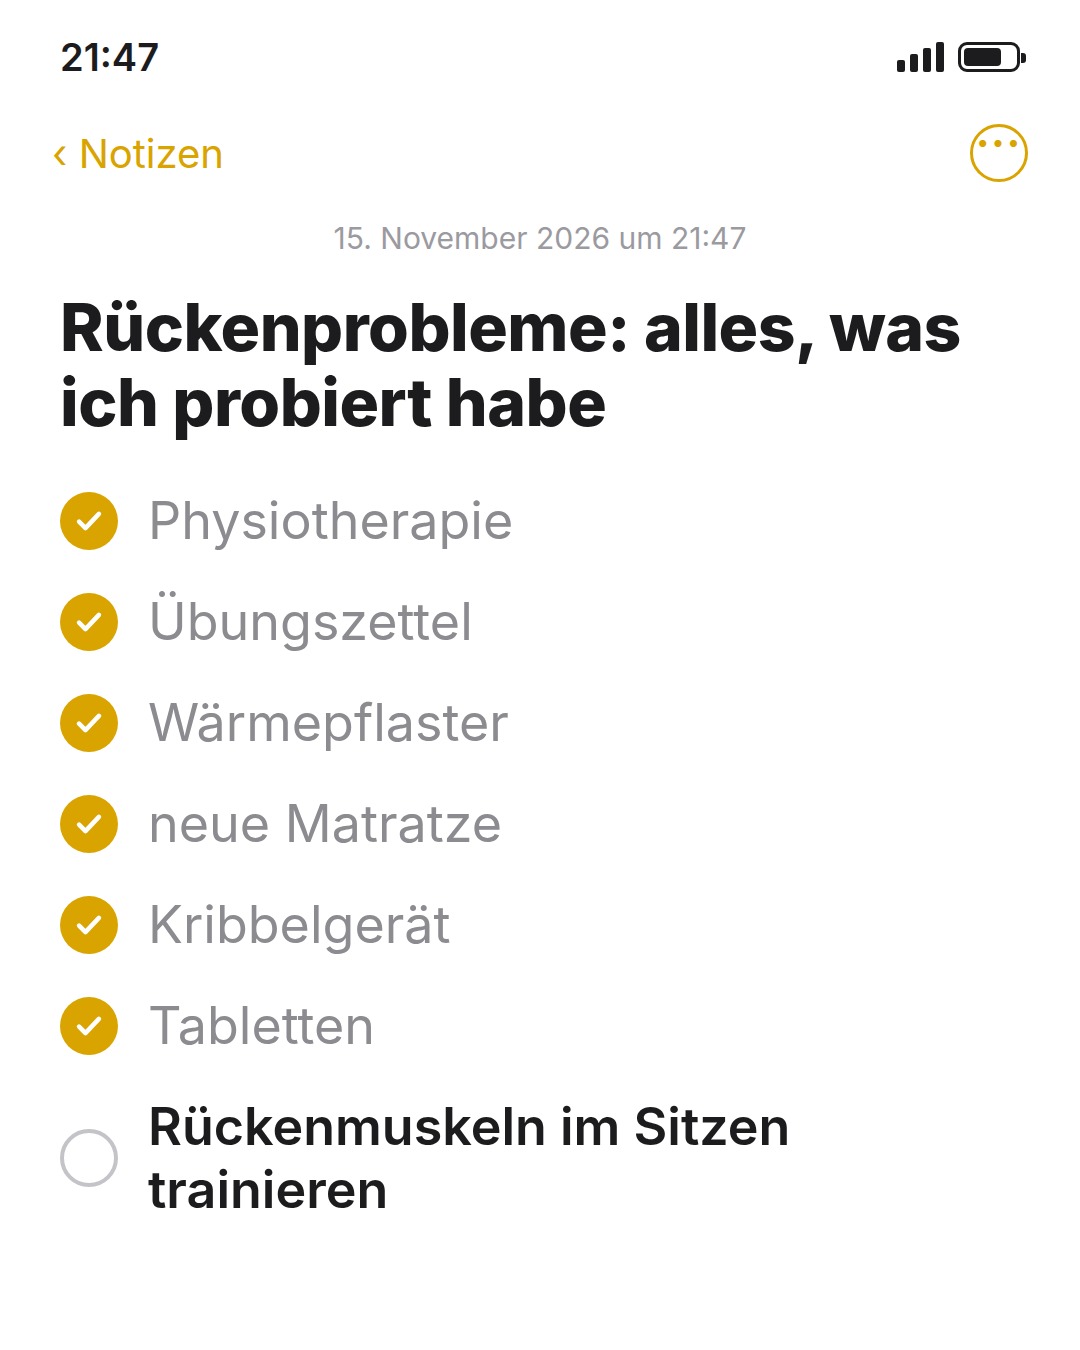 21:47
‹ Notizen
15. November 2026 um 21:47
Rückenprobleme: alles, was
ich probiert habe
Physiotherapie
Übungszettel
Wärmepflaster
neue Matratze
Kribbelgerät
Tabletten
Rückenmuskeln im Sitzen
trainieren